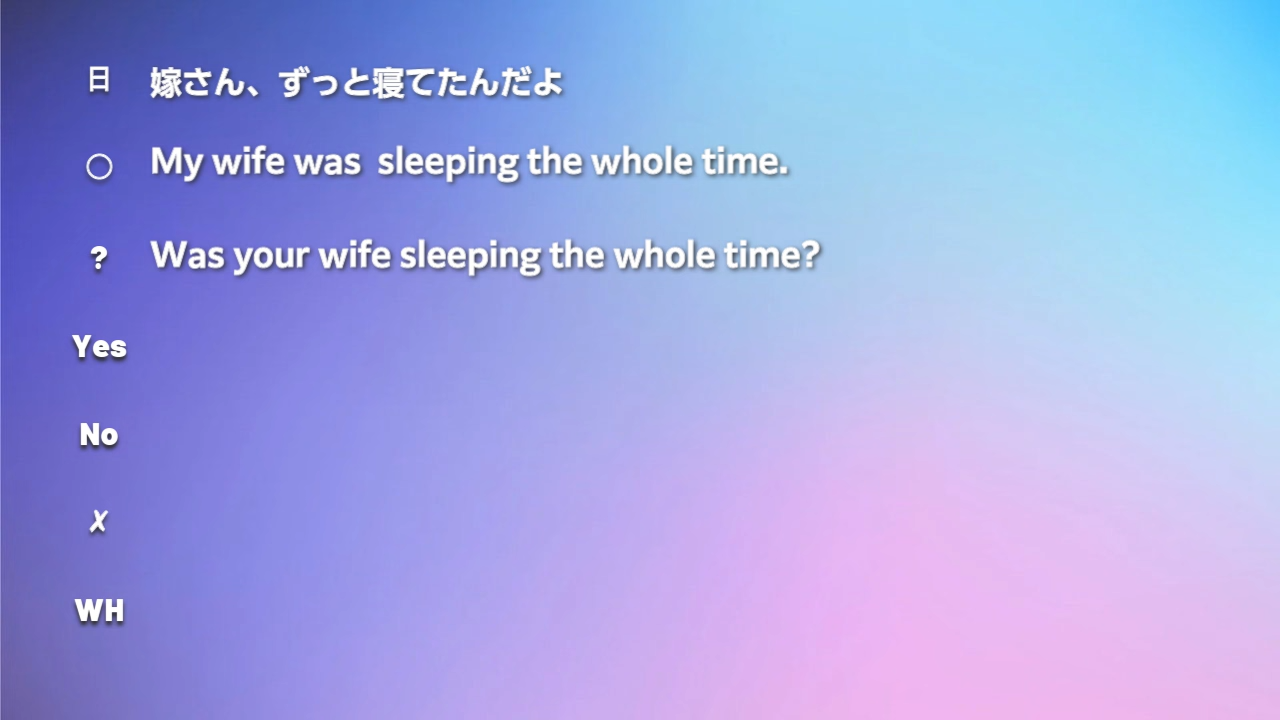 日 嫁さん、ずっと寝てたんだよ
○ My wife was  sleeping the whole time.
? Was your wife sleeping the whole time?
Yes
No
✗
WH